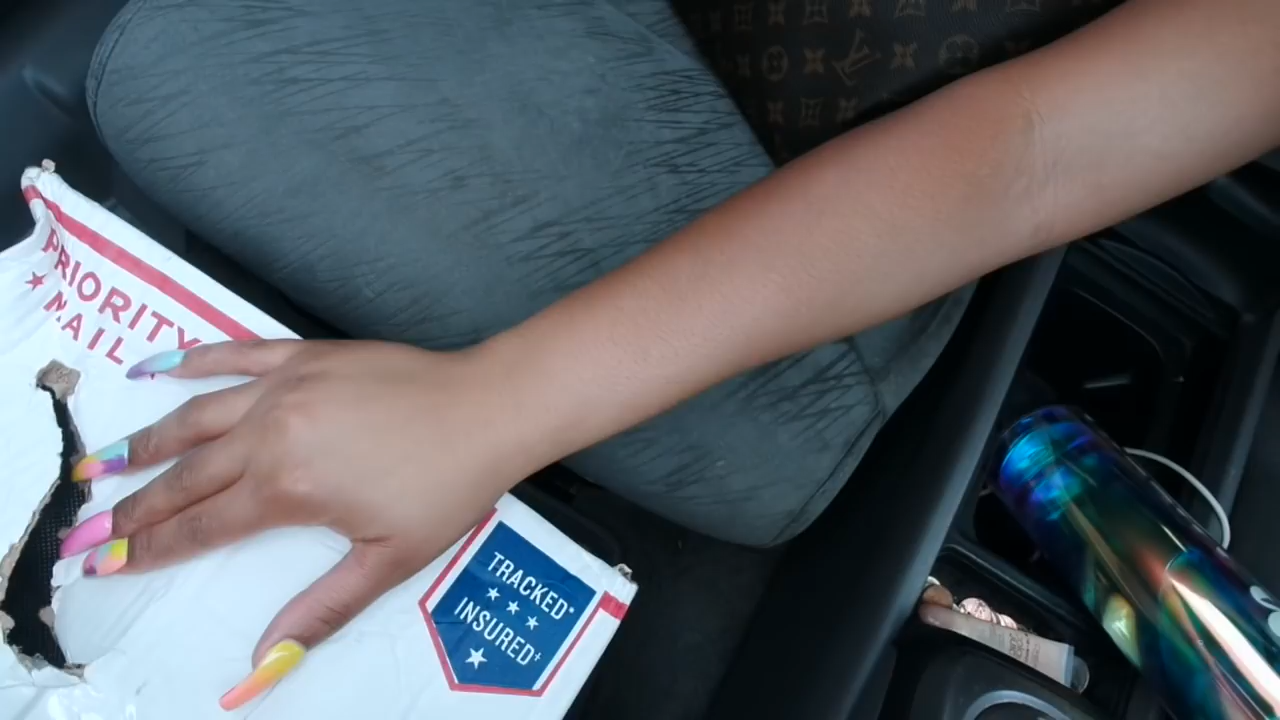 PRIORITY
★ MAIL
TRACKED*
★ ★ ★
INSURED†
★